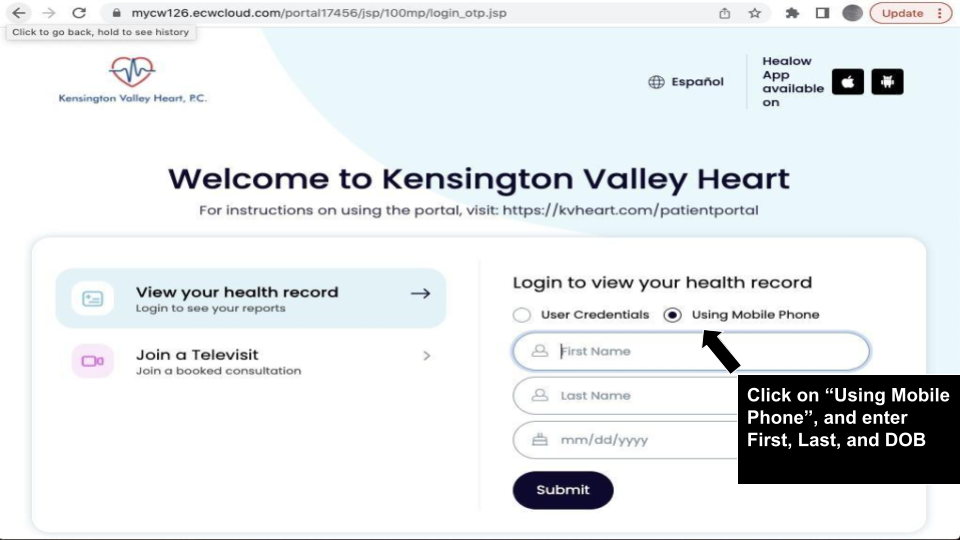 mycw126.ecwcloud.com/portal17456/jsp/100mp/login_otp.jsp
Update
Click to go back, hold to see history
Kensington Valley Heart, P.C.
Español
Healow
App
available
on
Welcome to Kensington Valley Heart
For instructions on using the portal, visit: https://kvheart.com/patientportal
View your health record
Login to see your reports
Join a Televisit
Join a booked consultation
Login to view your health record
User Credentials Using Mobile Phone
First Name
Last Name
mm/dd/yyyy
Submit
Click on “Using Mobile
Phone”, and enter
First, Last, and DOB